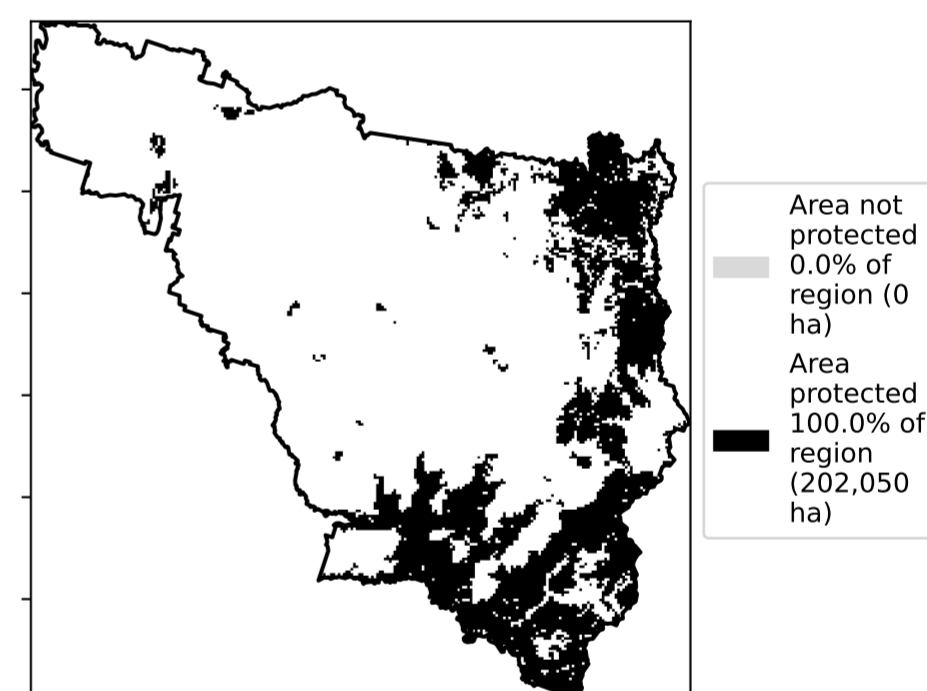 Area not
protected
0.0% of
region (0
ha)
Area
protected
100.0% of
region
(202,050
ha)